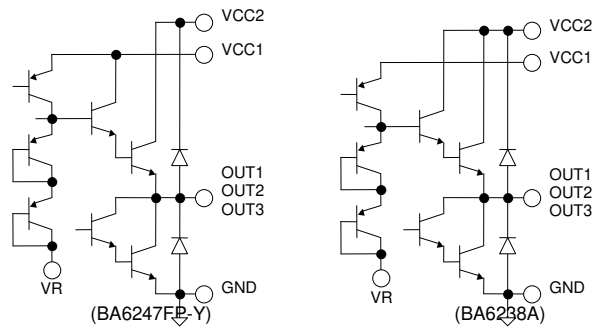 VCC2
VCC1
OUT1
OUT2
OUT3
GND
VR
(BA6247FP-Y)
VCC2
VCC1
OUT1
OUT2
OUT3
GND
VR
(BA6238A)